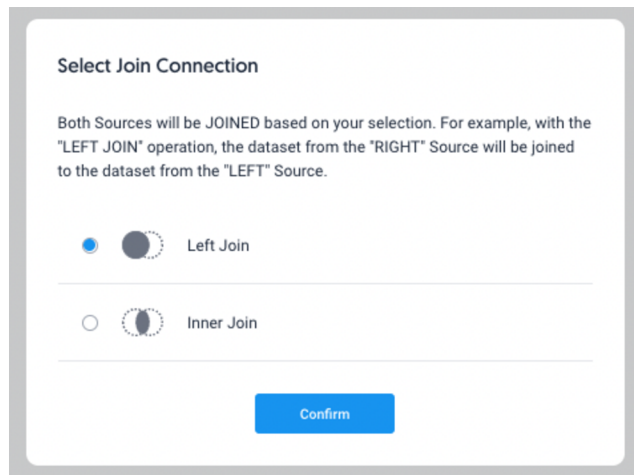 Select Join Connection
Both Sources will be JOINED based on your selection. For example, with the
"LEFT JOIN" operation, the dataset from the "RIGHT" Source will be joined
to the dataset from the "LEFT" Source.
Left Join
Inner Join
Confirm